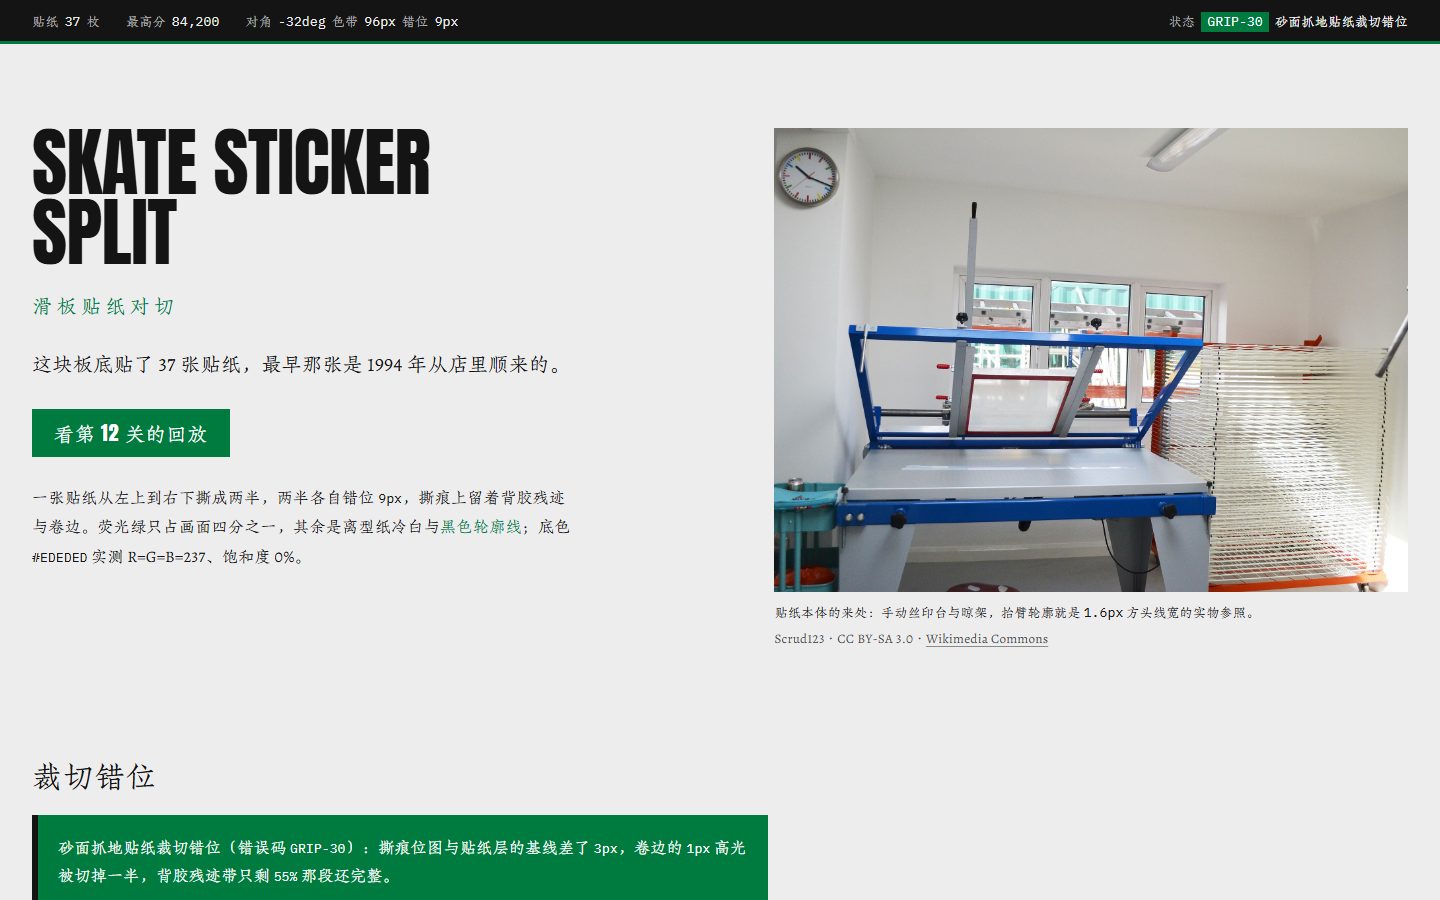 贴纸 37 枚 最高分 84,200 对角 -32deg 色带 96px 错位 9px
状态 GRIP-30 砂面抓地贴纸裁切错位
SKATE STICKER
SPLIT
滑板贴纸对切
这块板底贴了 37 张贴纸，最早那张是 1994 年从店里顺来的。
看第 12 关的回放
一张贴纸从左上到右下撕成两半，两半各自错位 9px，撕痕上留着背胶残迹
与卷边。荧光绿只占画面四分之一，其余是离型纸冷白与黑色轮廓线；底色
#EDEDED 实测 R=G=B=237、饱和度 0%。
贴纸本体的来处：手动丝印台与晾架，抬臂轮廓就是 1.6px 方头线宽的实物参照。
Scrud123 · CC BY-SA 3.0 · Wikimedia Commons
裁切错位
砂面抓地贴纸裁切错位（错误码 GRIP-30）：撕痕位图与贴纸层的基线差了 3px，卷边的 1px 高光
被切掉一半，背胶残迹带只剩 55% 那段还完整。